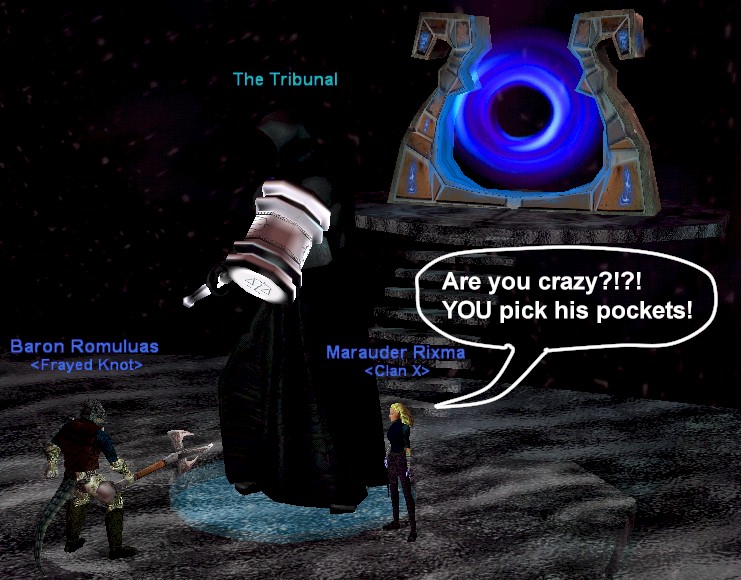 The Tribunal
Are you crazy?!?!
YOU pick his pockets!
Baron Romuluas
<Frayed Knot>
Marauder Rixma
<Clan X>